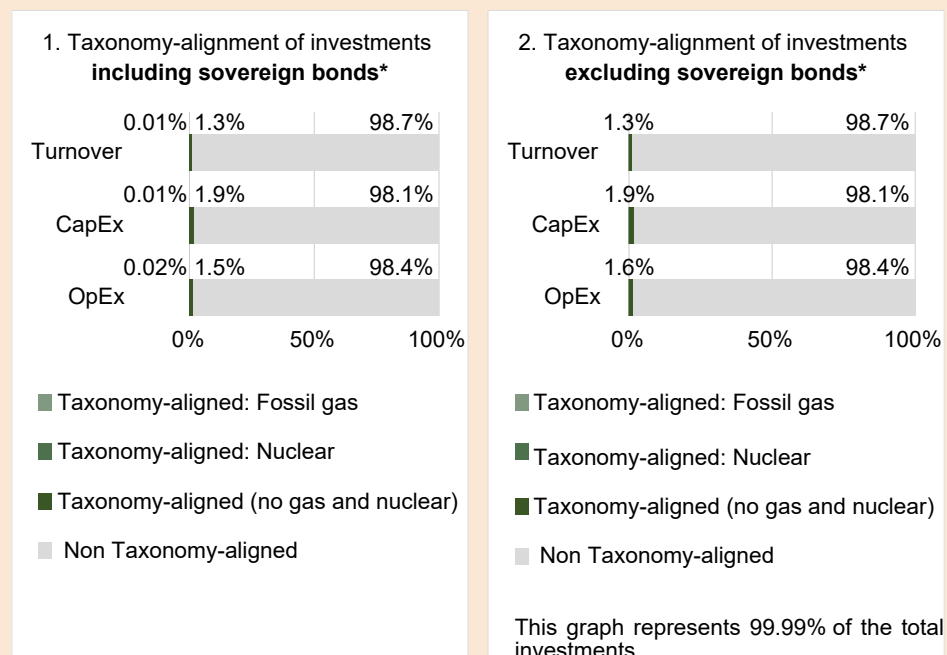 1. Taxonomy-alignment of investments
including sovereign bonds*
0.01% 1.3% 98.7%
Turnover
0.01% 1.9% 98.1%
CapEx
0.02% 1.5% 98.4%
OpEx
0% 50% 100%
Taxonomy-aligned: Fossil gas
Taxonomy-aligned: Nuclear
Taxonomy-aligned (no gas and nuclear)
Non Taxonomy-aligned
2. Taxonomy-alignment of investments
excluding sovereign bonds*
1.3% 98.7%
Turnover
1.9% 98.1%
CapEx
1.6% 98.4%
OpEx
0% 50% 100%
Taxonomy-aligned: Fossil gas
Taxonomy-aligned: Nuclear
Taxonomy-aligned (no gas and nuclear)
Non Taxonomy-aligned
This graph represents 99.99% of the total
investments